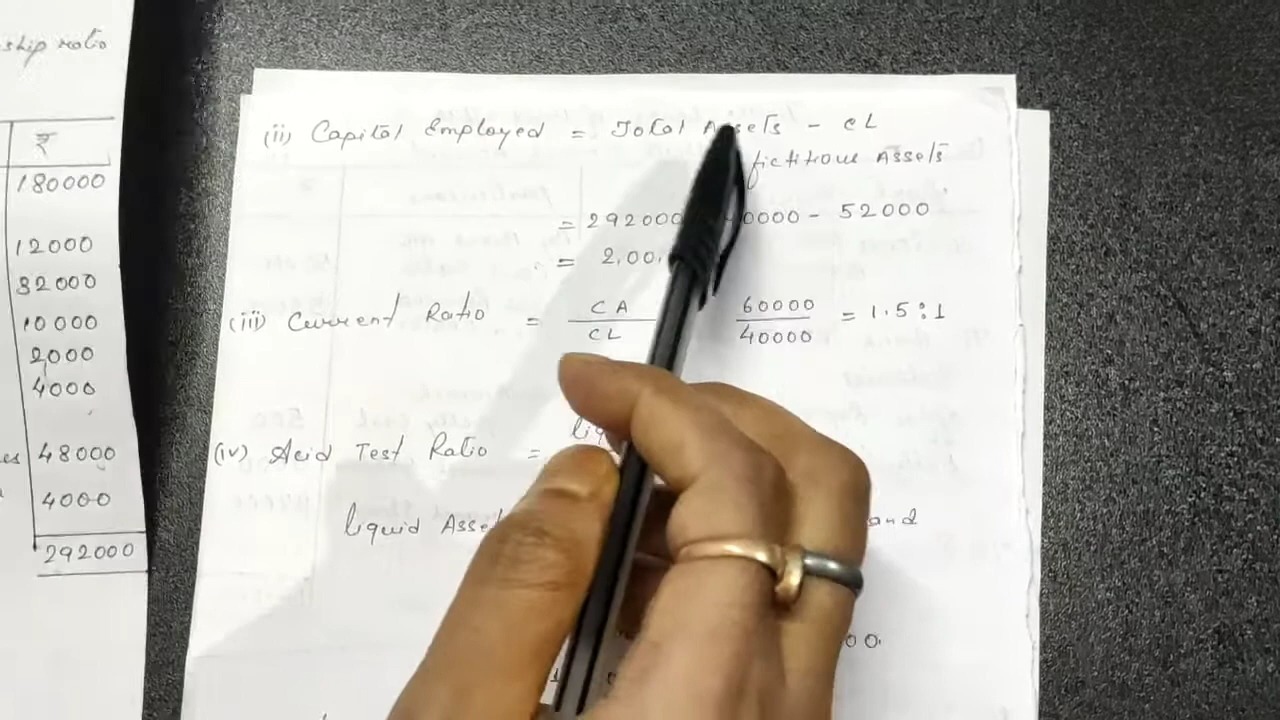 ship ratio
₹
180000
12000
32000
10000
2000
4000
48000
4000
292000
(ii) Capital Employed = Total Assets - CL
fictitious Assets
= 292000 40000 - 52000
= 2,00,
(iii) Current Ratio = CA / CL 60000 / 40000 = 1.5:1
(iv) Acid Test Ratio =
liquid Asse and